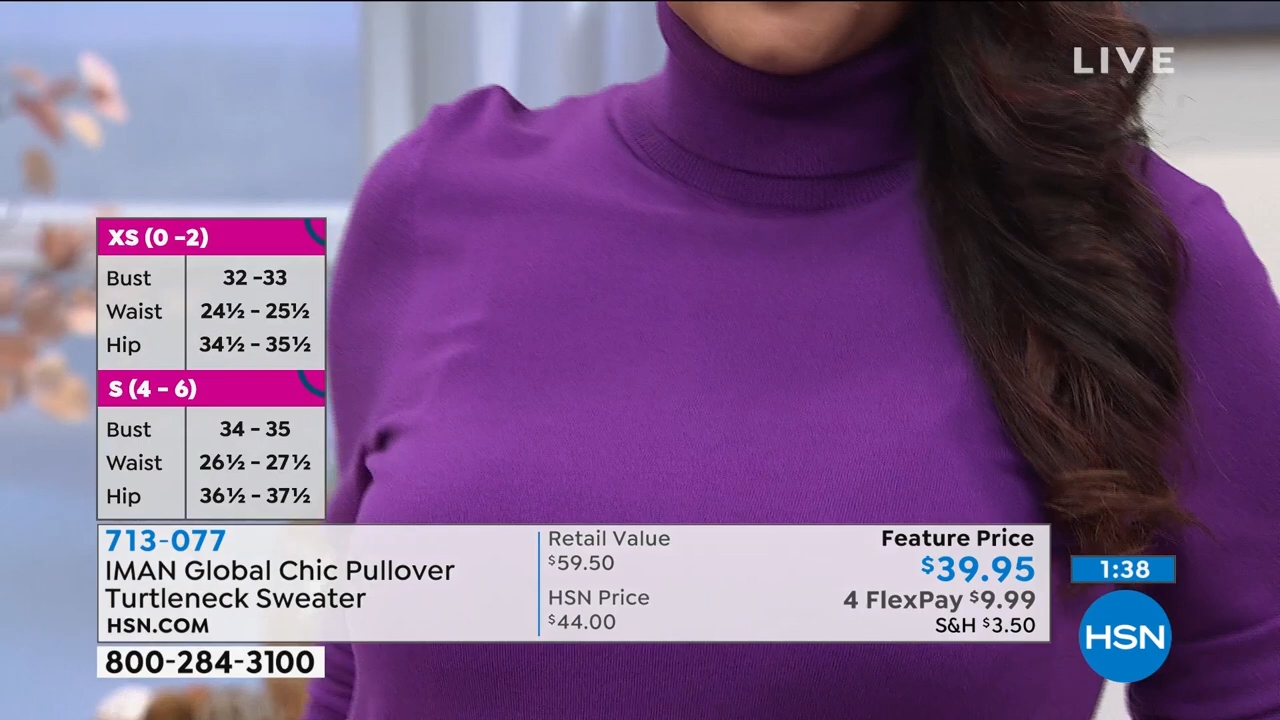 LIVE
XS (0 –2)
Bust 32 –33
Waist 24½ – 25½
Hip 34½ – 35½
S (4 – 6)
Bust 34 – 35
Waist 26½ – 27½
Hip 36½ – 37½
713-077
IMAN Global Chic Pullover
Turtleneck Sweater
HSN.COM
Retail Value
$59.50
HSN Price
$44.00
Feature Price
$39.95
4 FlexPay $9.99
S&H $3.50
1:38
HSN
800-284-3100